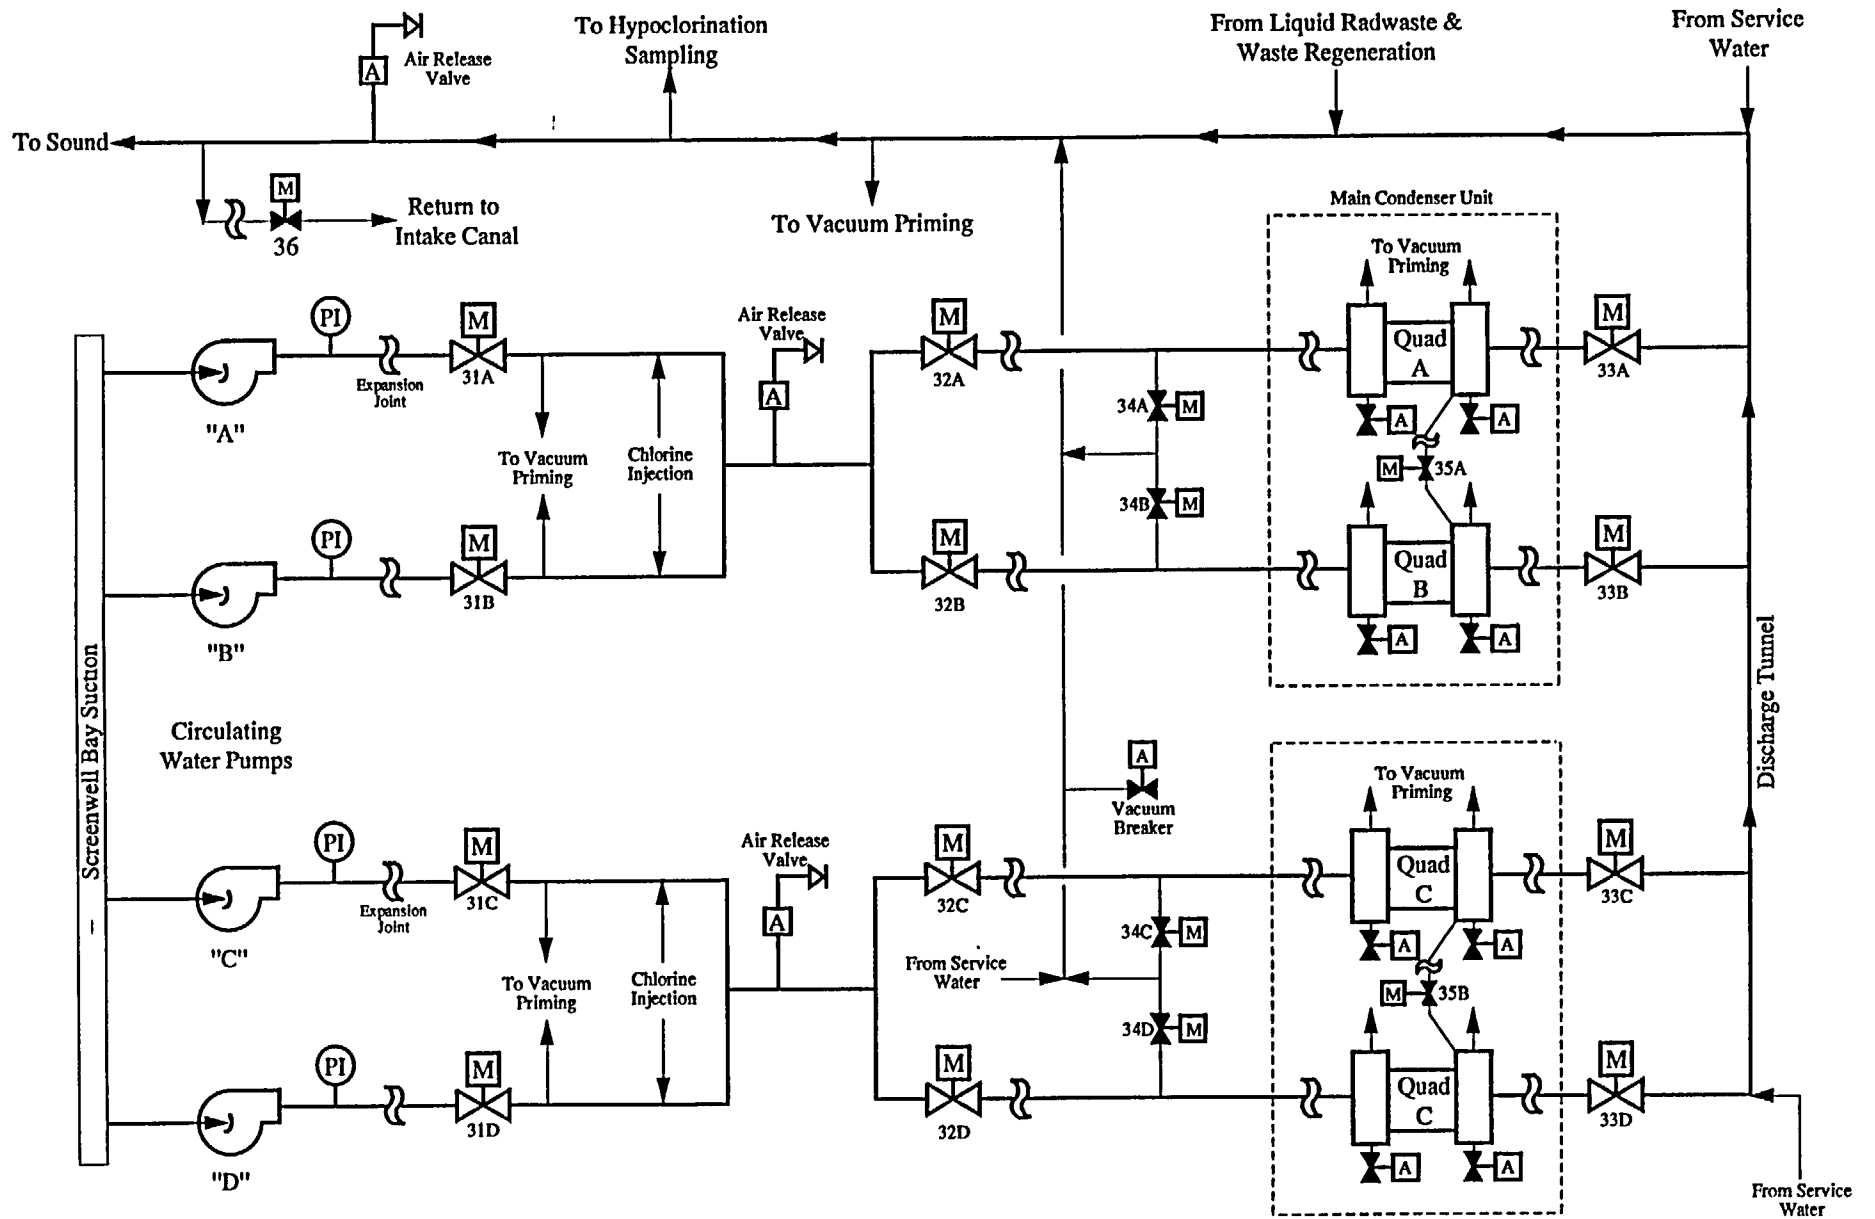 To Hypoclorination
Sampling
From Liquid Radwaste &
Waste Regeneration
From Service
Water
A
Air Release
Valve
To Sound
M
36
Return to
Intake Canal
To Vacuum Priming
Main Condenser Unit
To Vacuum
Priming
PI
M
Air Release
Valve
M
M
Quad
A
Expansion
Joint
31A
A
32A
34A
M
33A
"A"
A
A
To Vacuum
Priming
Chlorine
Injection
M
35A
34B
M
PI
M
M
M
Quad
B
31B
32B
33B
"B"
A
A
Screenwell Bay Suction
Discharge Tunnel
Circulating
Water Pumps
A
Vacuum
Breaker
To Vacuum
Priming
PI
M
Air Release
Valve
M
M
Quad
C
Expansion
Joint
31C
A
32C
34C
M
33C
"C"
A
A
From Service
Water
To Vacuum
Priming
Chlorine
Injection
M
35B
34D
M
PI
M
M
M
Quad
C
31D
32D
33D
"D"
A
A
From Service
Water